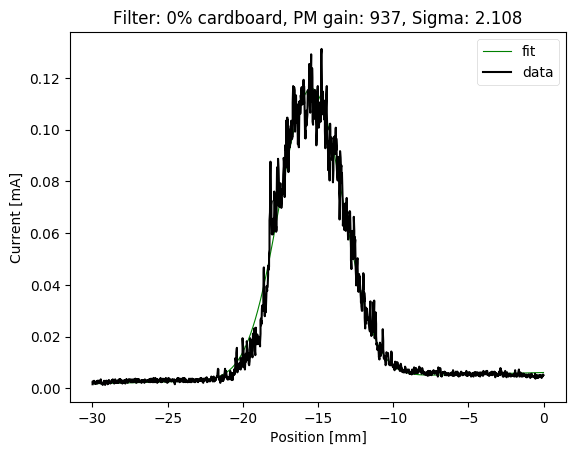 Filter: 0% cardboard, PM gain: 937, Sigma: 2.108
fit
data
0.12
0.10
0.08
0.06
0.04
0.02
0.00
Current [mA]
−30 −25 −20 −15 −10 −5 0
Position [mm]